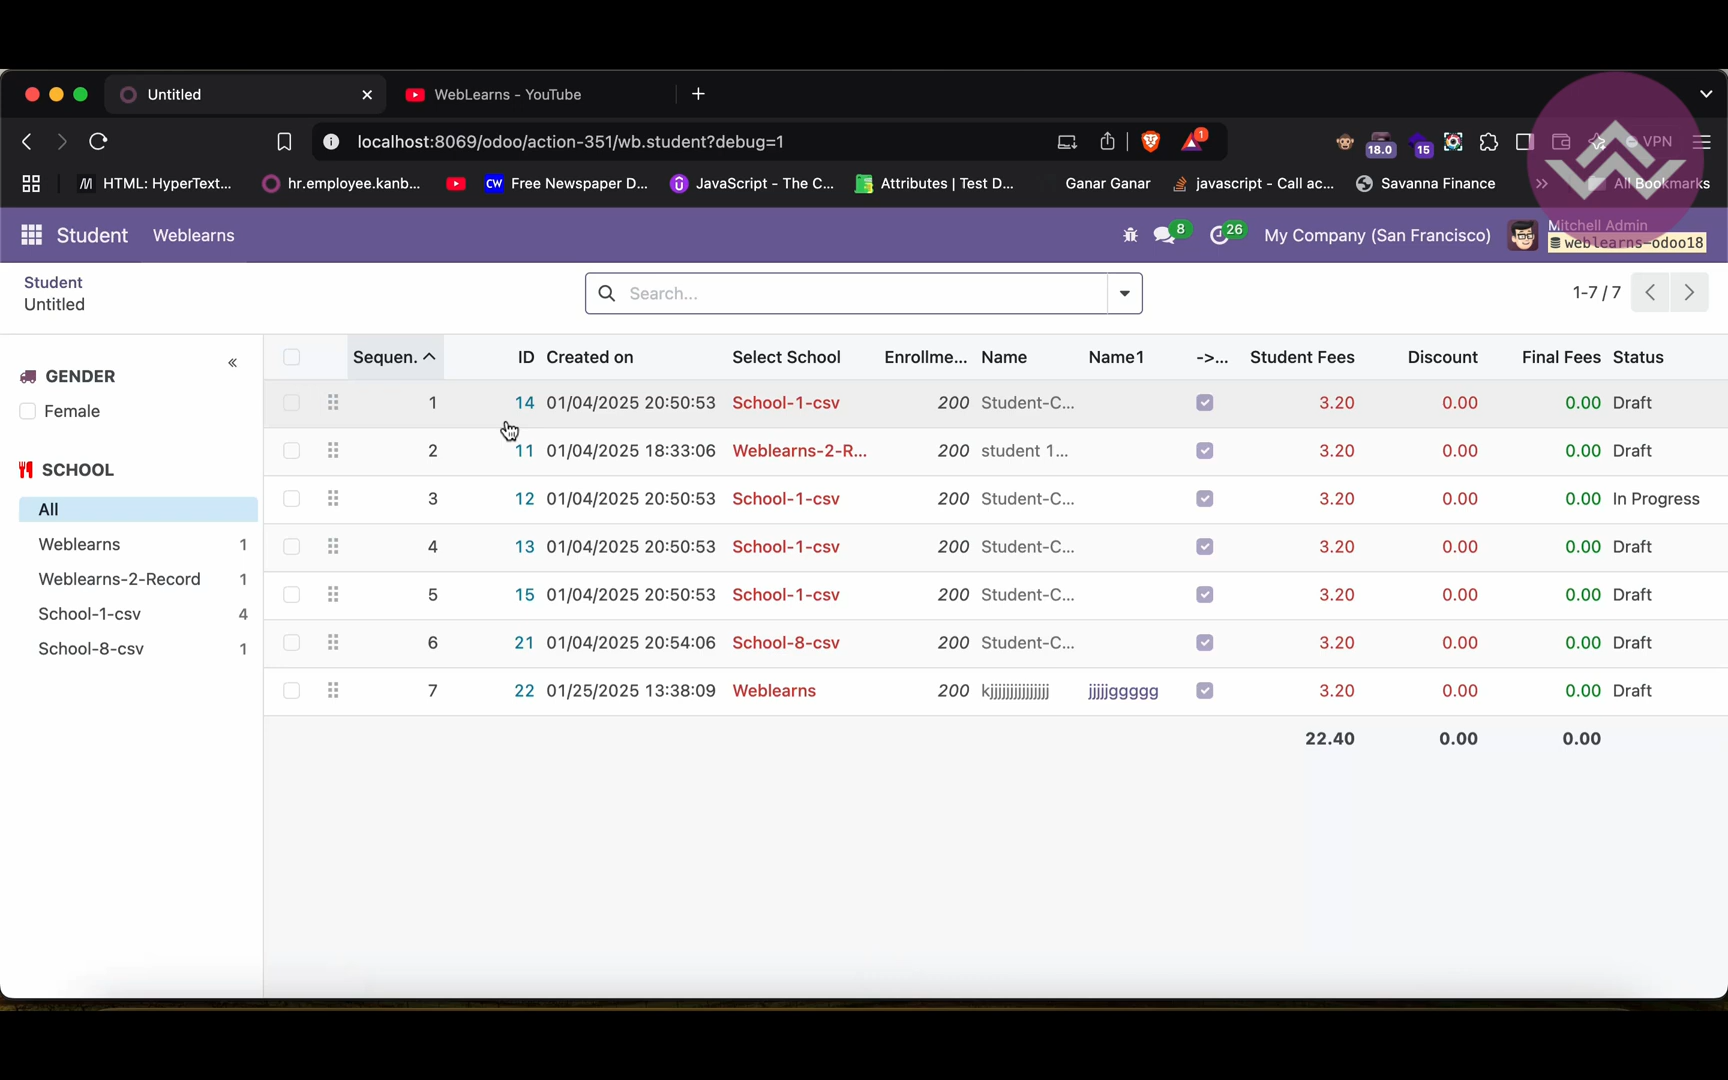 Untitled
WebLearns - YouTube
localhost:8069/odoo/action-351/wb.student?debug=1
1
18.0
15
VPN
HTML: HyperText...
hr.employee.kanb...
CW Free Newspaper D...
JavaScript - The C...
Attributes | Test D...
Ganar Ganar
javascript - Call ac...
Savanna Finance
»
All Bookmarks
Student
Weblearns
8
26
My Company (San Francisco)
Mitchell Admin
weblearns-odoo18
Student
Untitled
Search...
1-7 / 7
GENDER
Female
SCHOOL
All
Weblearns 1
Weblearns-2-Record 1
School-1-csv 4
School-8-csv 1
Sequen. ID Created on Select School Enrollme... Name Name1 ->... Student Fees Discount Final Fees Status
1 14 01/04/2025 20:50:53 School-1-csv 200 Student-C... 3.20 0.00 0.00 Draft
2 11 01/04/2025 18:33:06 Weblearns-2-R... 200 student 1... 3.20 0.00 0.00 Draft
3 12 01/04/2025 20:50:53 School-1-csv 200 Student-C... 3.20 0.00 0.00 In Progress
4 13 01/04/2025 20:50:53 School-1-csv 200 Student-C... 3.20 0.00 0.00 Draft
5 15 01/04/2025 20:50:53 School-1-csv 200 Student-C... 3.20 0.00 0.00 Draft
6 21 01/04/2025 20:54:06 School-8-csv 200 Student-C... 3.20 0.00 0.00 Draft
7 22 01/25/2025 13:38:09 Weblearns 200 3.20 0.00 0.00 Draft
22.40 0.00 0.00